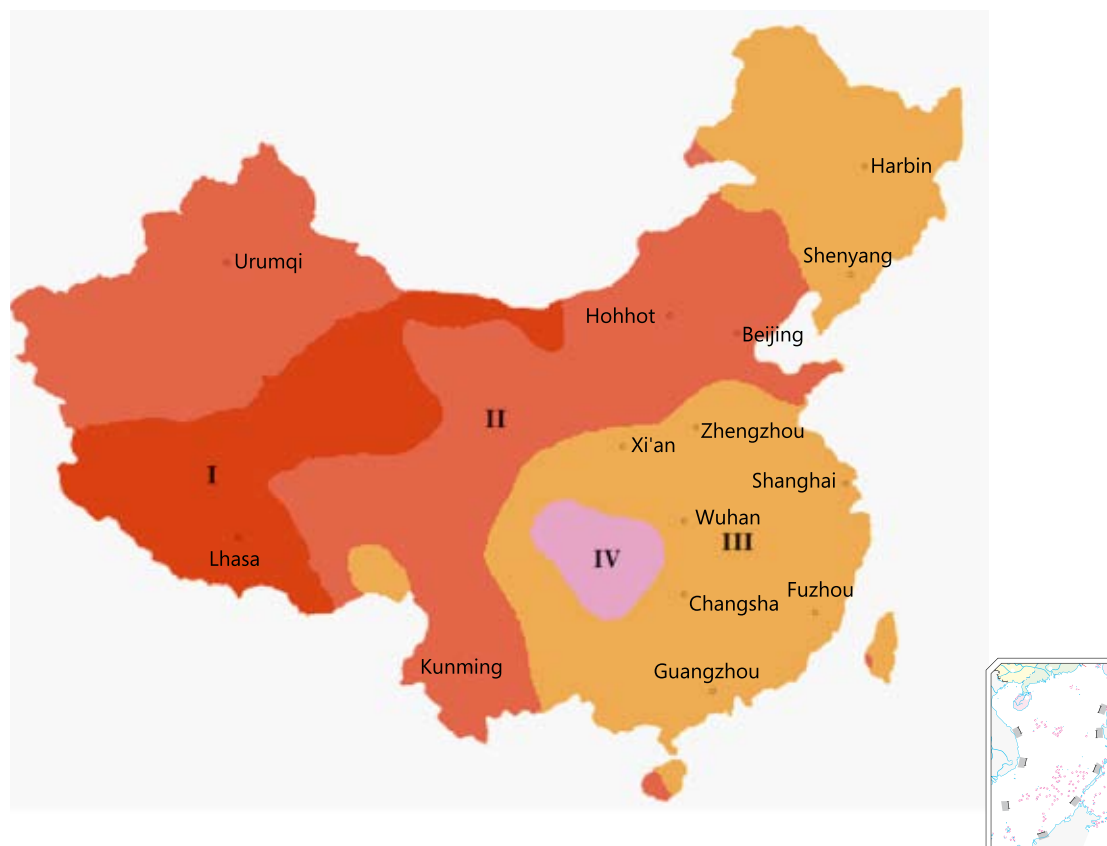 Harbin
Shenyang
Urumqi
Hohhot
Beijing
II
Zhengzhou
Xi'an
I
Shanghai
Wuhan
III
Lhasa
IV
Fuzhou
Changsha
Kunming
Guangzhou